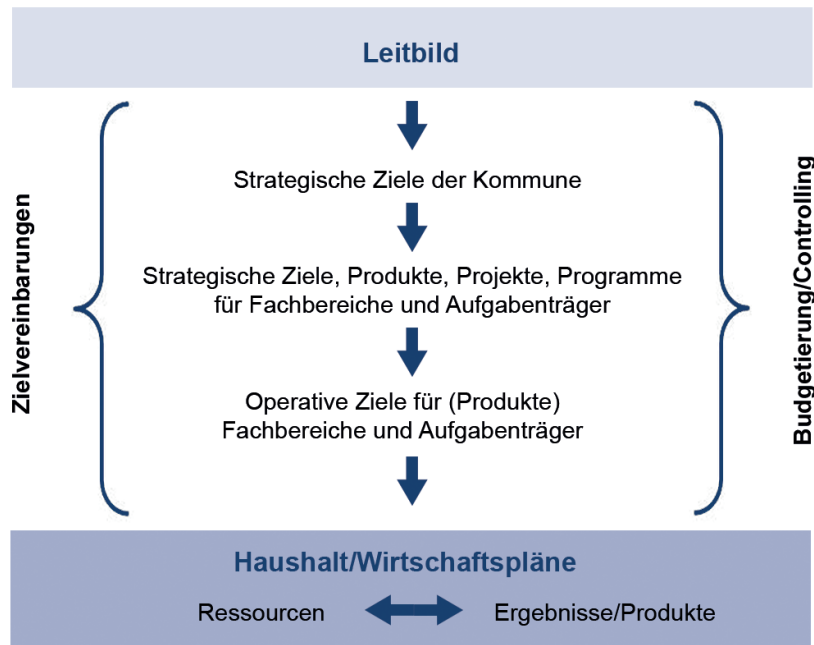 Leitbild
Zielvereinbarungen
Strategische Ziele der Kommune
Strategische Ziele, Produkte, Projekte, Programme
für Fachbereiche und Aufgabenträger
Operative Ziele für (Produkte)
Fachbereiche und Aufgabenträger
Budgetierung/Controlling
Haushalt/Wirtschaftspläne
Ressourcen Ergebnisse/Produkte